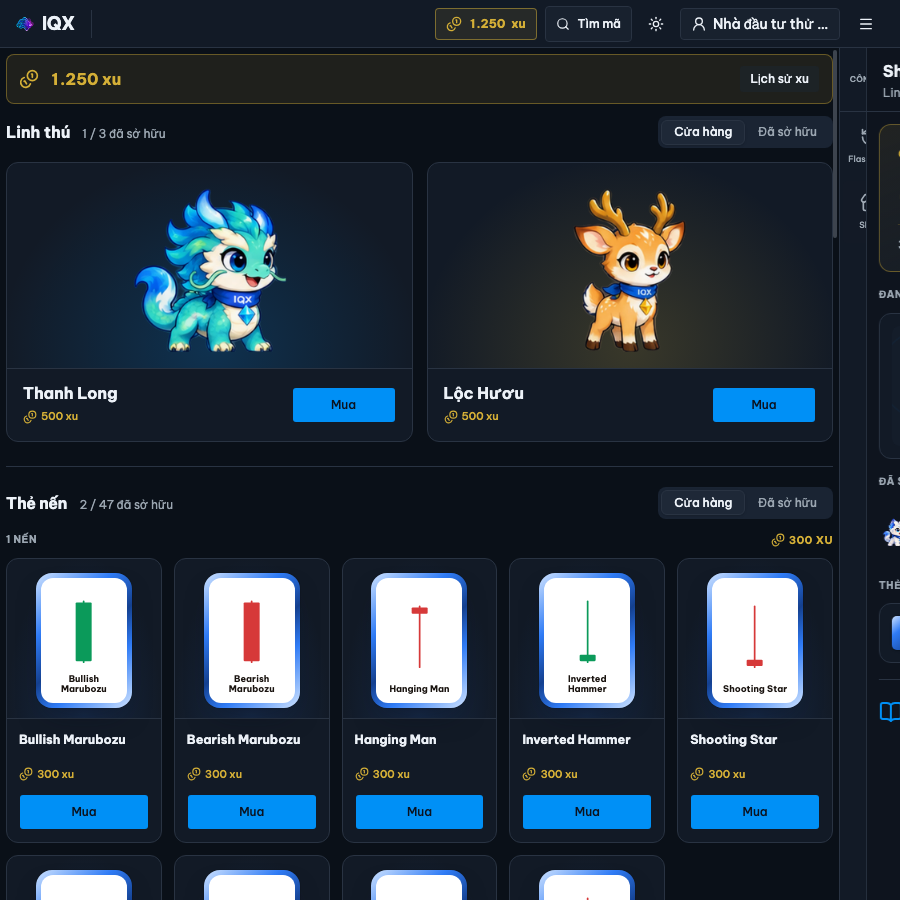 IQX
1.250 xu
Tìm mã
Nhà đầu tư thử ...
1.250 xu
Lịch sử xu
Linh thú
1 / 3 đã sở hữu
Cửa hàng
Đã sở hữu
IQX
IQX
Thanh Long
500 xu
Mua
Lộc Hươu
500 xu
Mua
Thẻ nến
2 / 47 đã sở hữu
Cửa hàng
Đã sở hữu
1 NẾN
300 XU
Bullish
Marubozu
Bearish
Marubozu
Hanging Man
Inverted
Hammer
Shooting Star
Bullish Marubozu
Bearish Marubozu
Hanging Man
Inverted Hammer
Shooting Star
300 xu
300 xu
300 xu
300 xu
300 xu
Mua
Mua
Mua
Mua
Mua
Sh
Lin
Flas
ĐAN